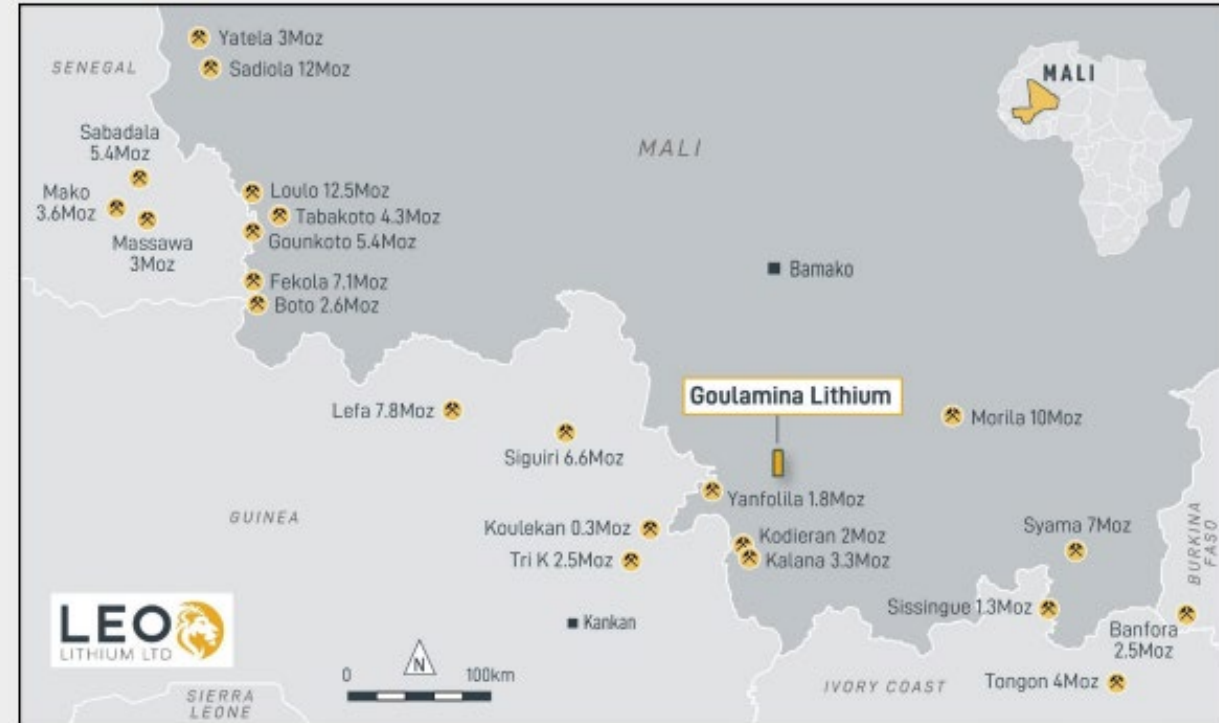 Yatela 3Moz
SENEGAL
Sadiola 12Moz
MALI
MALI
Sabadala
5.4Moz
Mako
3.6Moz
Massawa
3Moz
Loulo 12.5Moz
Tabakoto 4.3Moz
Gounkoto 5.4Moz
Fekola 7.1Moz
Boto 2.6Moz
Bamako
Goulamina Lithium
Lefa 7.8Moz
Morila 10Moz
Siguiri 6.6Moz
Yanfolila 1.8Moz
GUINEA
Koulekan 0.3Moz
Kodieran 2Moz
Syama 7Moz
BURKINA
FASO
Tri K 2.5Moz
Kalana 3.3Moz
Sissingue 1.3Moz
LEO
LITHIUM LTD
Kankan
Banfora
2.5Moz
N
0 100km
IVORY COAST
Tongon 4Moz
SIERRA
LEONE